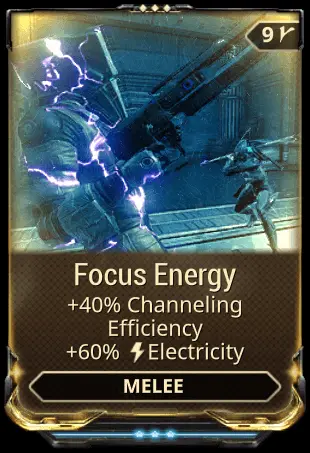 9
Focus Energy
+40% Channeling
Efficiency
+60% Electricity
MELEE